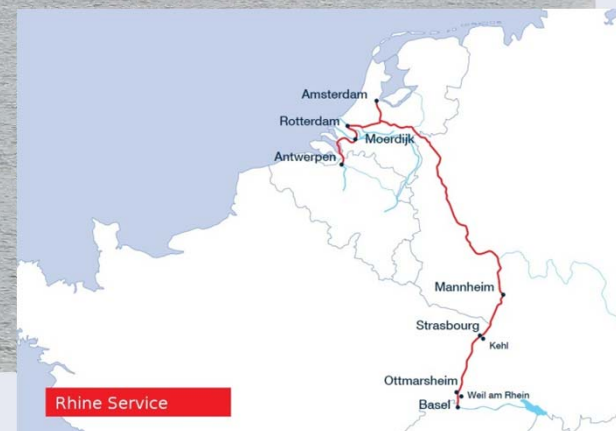 Amsterdam
Rotterdam
Moerdijk
Antwerpen
Mannheim
Strasbourg
Kehl
Ottmarsheim
Weil am Rhein
Basel
Rhine Service